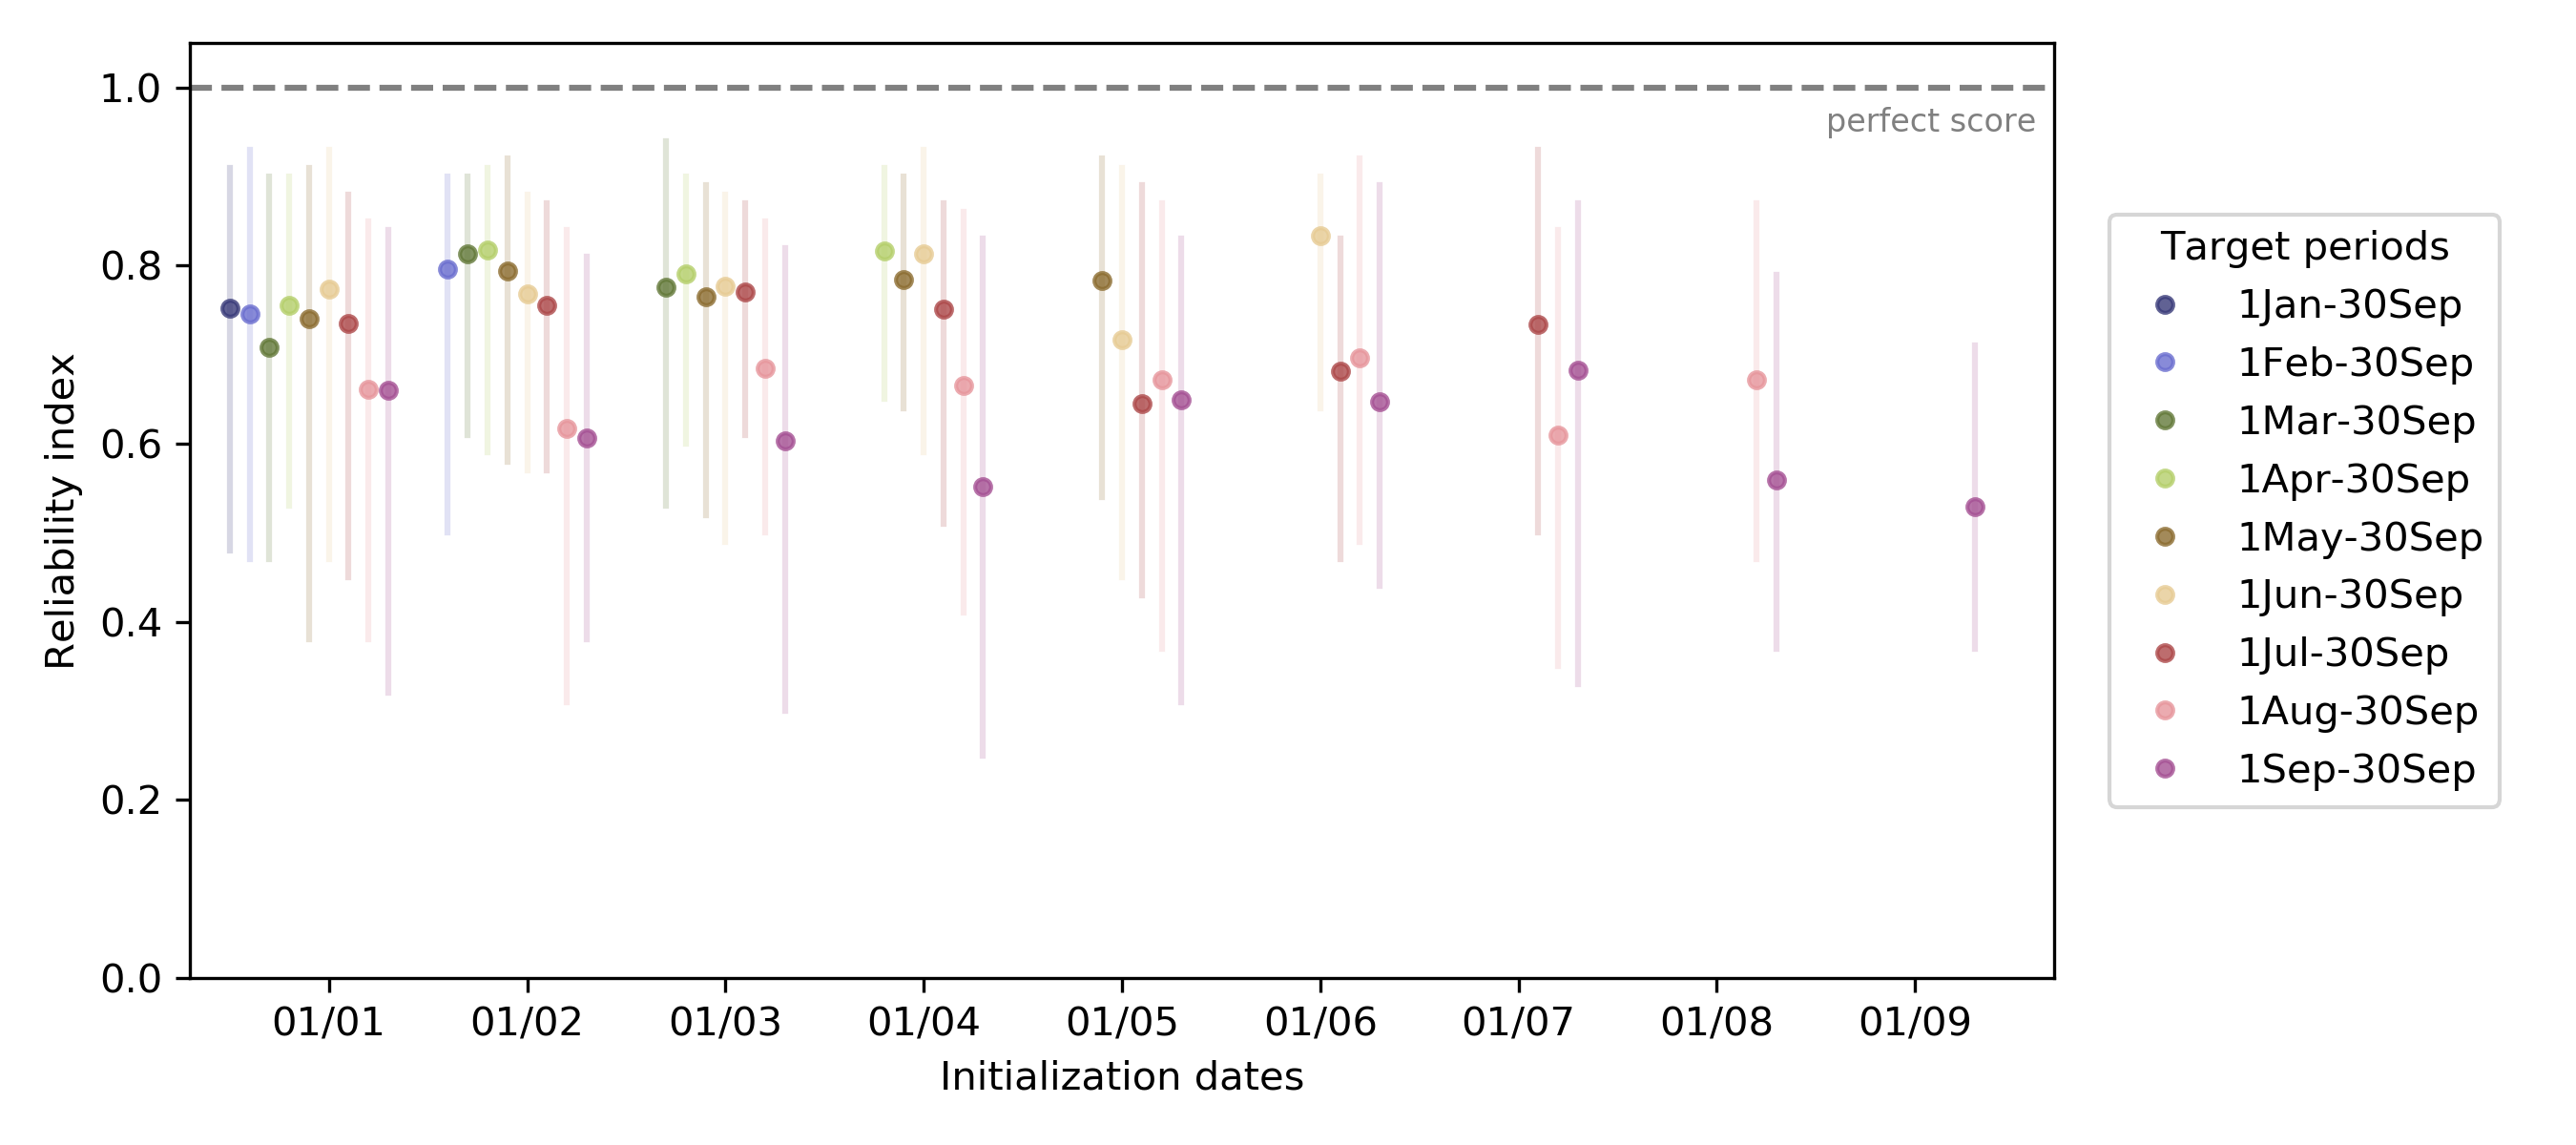 1.0
0.8
0.6
0.4
0.2
0.0
Reliability index
perfect score
01/01
01/02
01/03
01/04
01/05
01/06
01/07
01/08
01/09
Initialization dates
Target periods
1Jan-30Sep
1Feb-30Sep
1Mar-30Sep
1Apr-30Sep
1May-30Sep
1Jun-30Sep
1Jul-30Sep
1Aug-30Sep
1Sep-30Sep